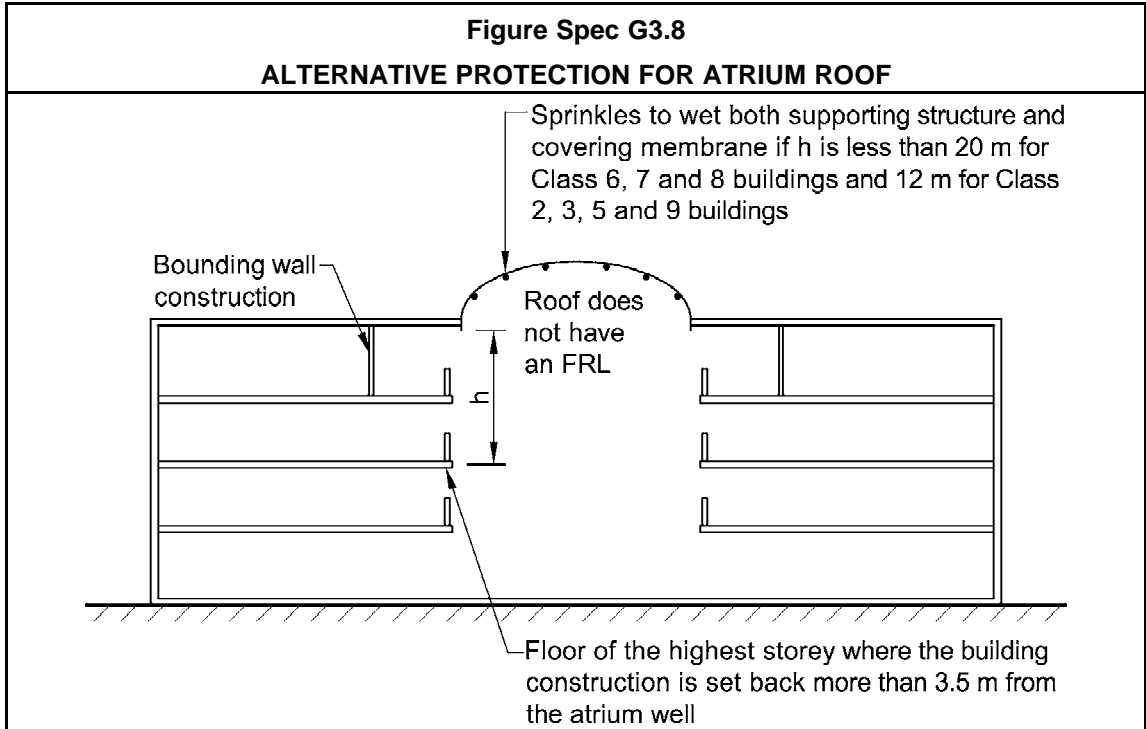 Figure Spec G3.8
ALTERNATIVE PROTECTION FOR ATRIUM ROOF
Sprinkles to wet both supporting structure and
covering membrane if h is less than 20 m for
Class 6, 7 and 8 buildings and 12 m for Class
2, 3, 5 and 9 buildings
Bounding wall
construction
Roof does
not have
an FRL
h
Floor of the highest storey where the building
construction is set back more than 3.5 m from
the atrium well